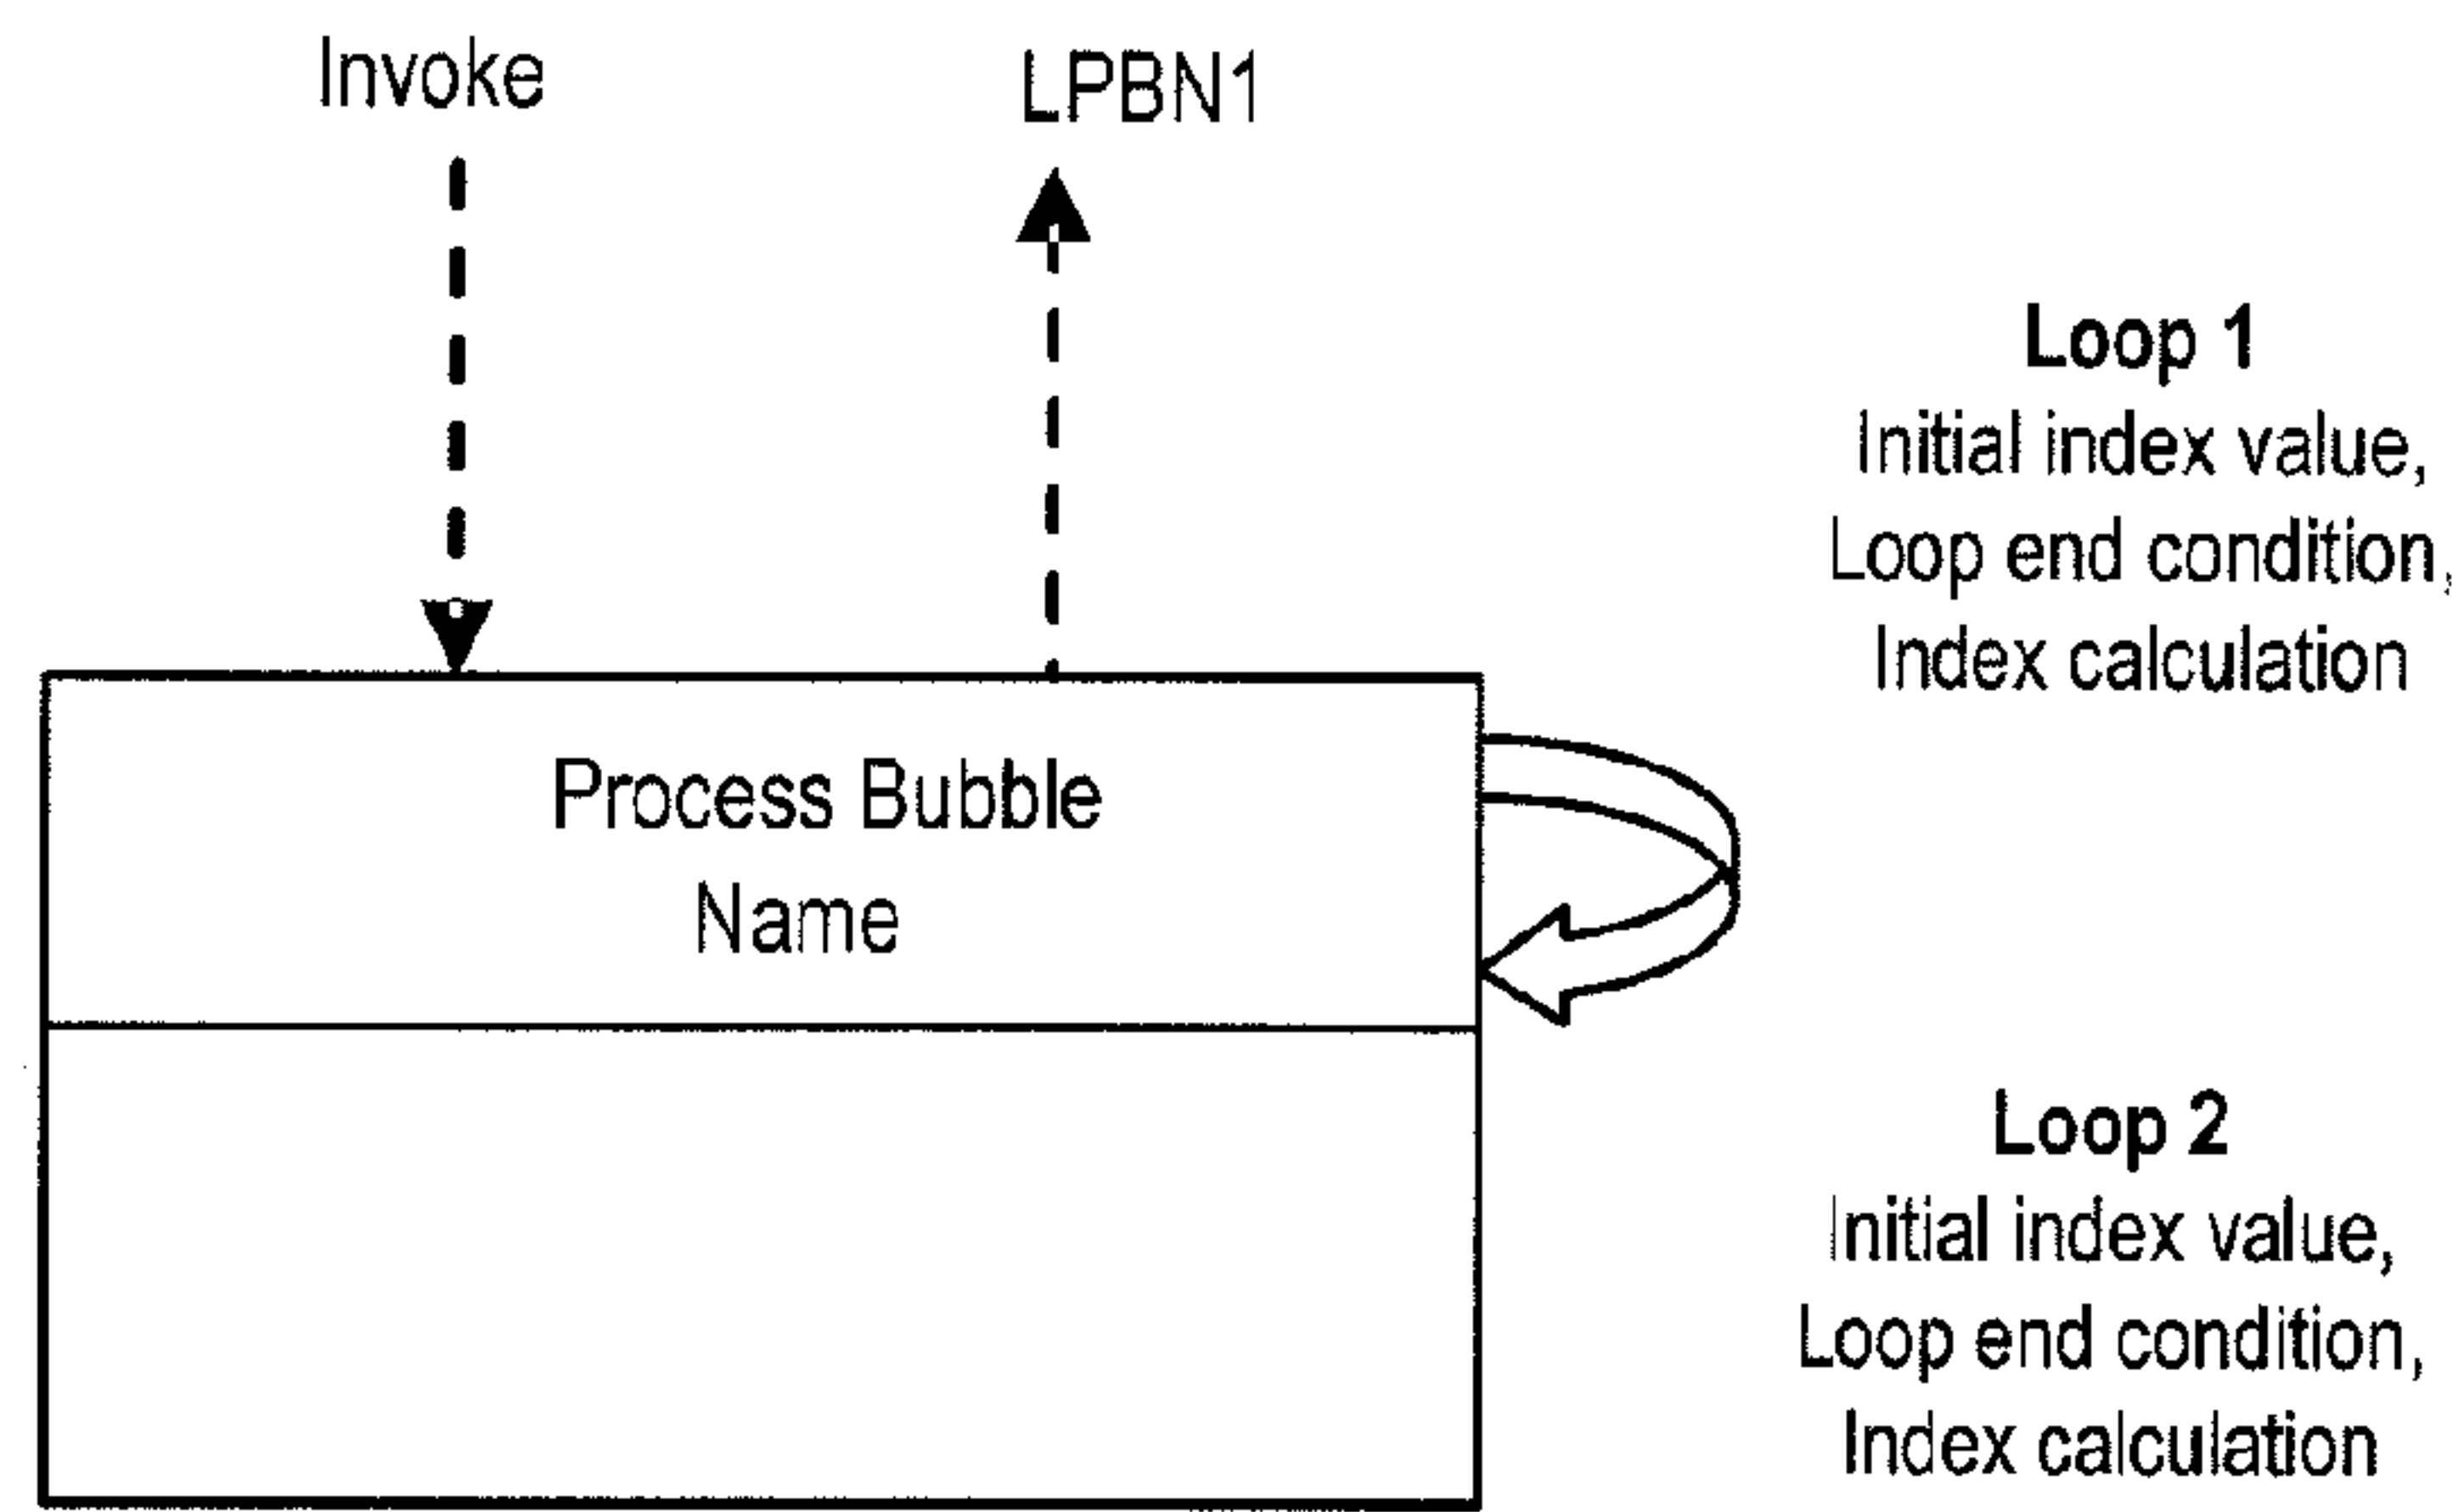 Invoke
LPBN1
Loop 1
Initial index value,
Loop end condition,
Index calculation
Process Bubble
Name
Loop 2
Initial index value,
Loop end condition,
Index calculation